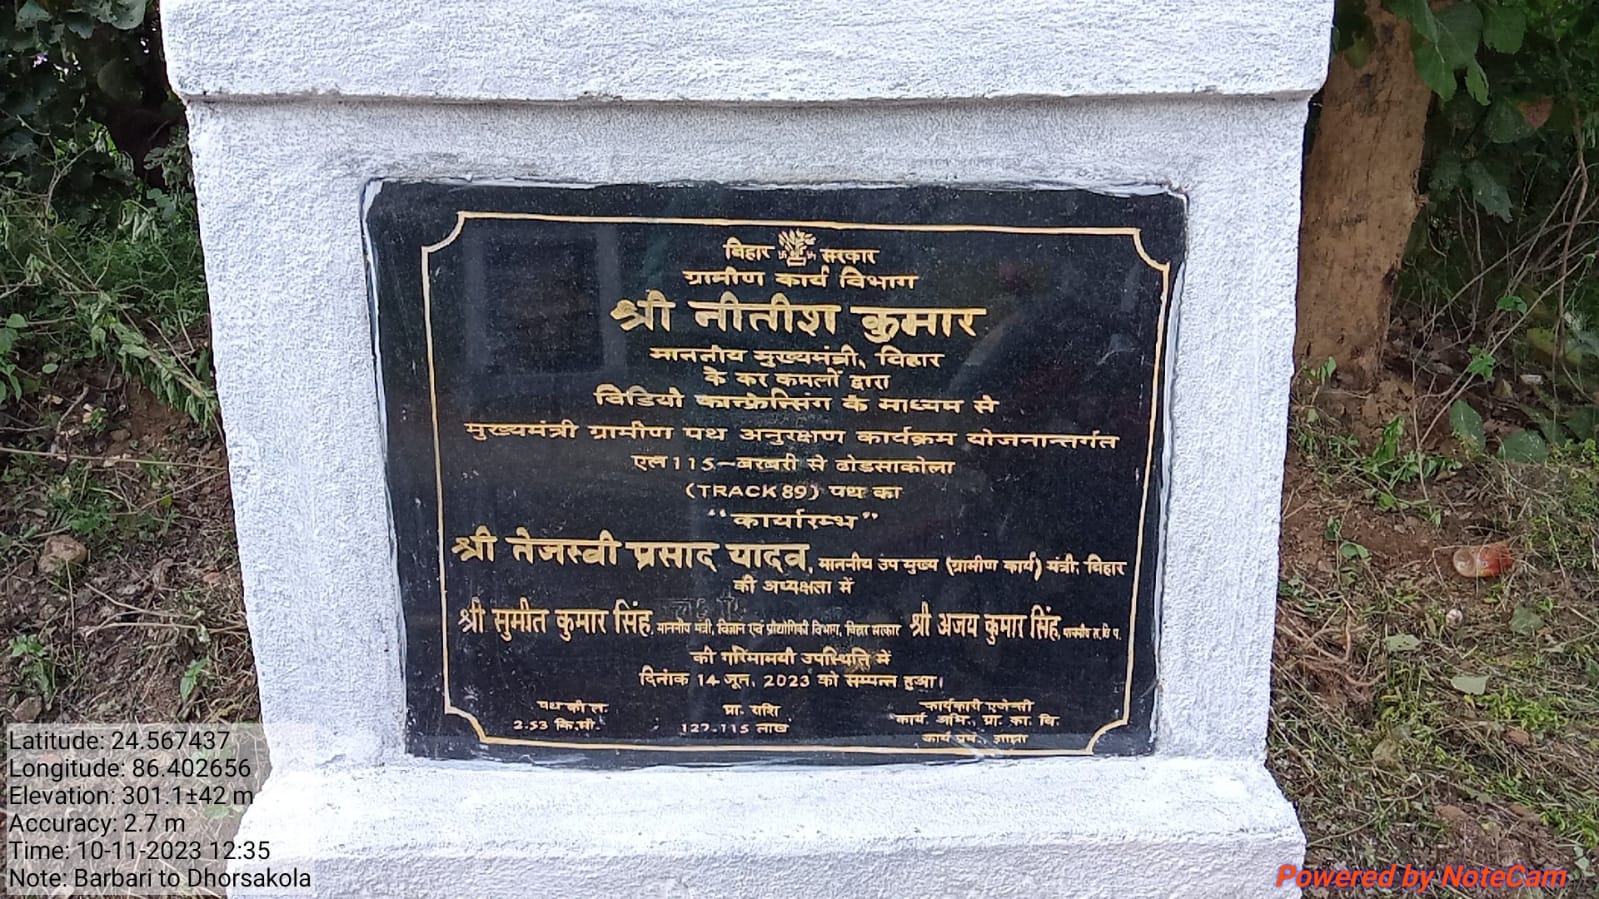 बिहार सरकार
ग्रामीण कार्य विभाग
श्री नीतीश कुमार
माननीय मुख्यमंत्री, बिहार
के कर कमलों द्वारा
विडियो कान्फ्रेन्सिंग के माध्यम से
मुख्यमंत्री ग्रामीण पथ अनुरक्षण कार्यक्रम योजनान्तर्गत
एल115-बरबरी से ढोडसाकोला
(TRACK 89) पथ का
"कार्यारम्भ"
श्री तेजस्वी प्रसाद यादव, माननीय उप मुख्य (ग्रामीण कार्य) मंत्री, बिहार
की अध्यक्षता में
श्री सुमीत कुमार सिंह, माननीय मंत्री, विज्ञान एवं प्रौद्योगिकी विभाग, बिहार सरकार श्री अजय कुमार सिंह, माननीय स. वि प.
की गरिमामयी उपस्थिति में
दिनांक 14 जून, 2023 को सम्पन्न हुआ।
पथ की ल. प्रा. राशि कार्यकारी एजेन्सी
2.53 कि.मी. 127.115 लाख कार्य. अभि., ग्रा. का. वि.
कार्य प्रम., झाझा
Latitude: 24.567437
Longitude: 86.402656
Elevation: 301.1±42 m
Accuracy: 2.7 m
Time: 10-11-2023 12:35
Note: Barbari to Dhorsakola
Powered by NoteCam